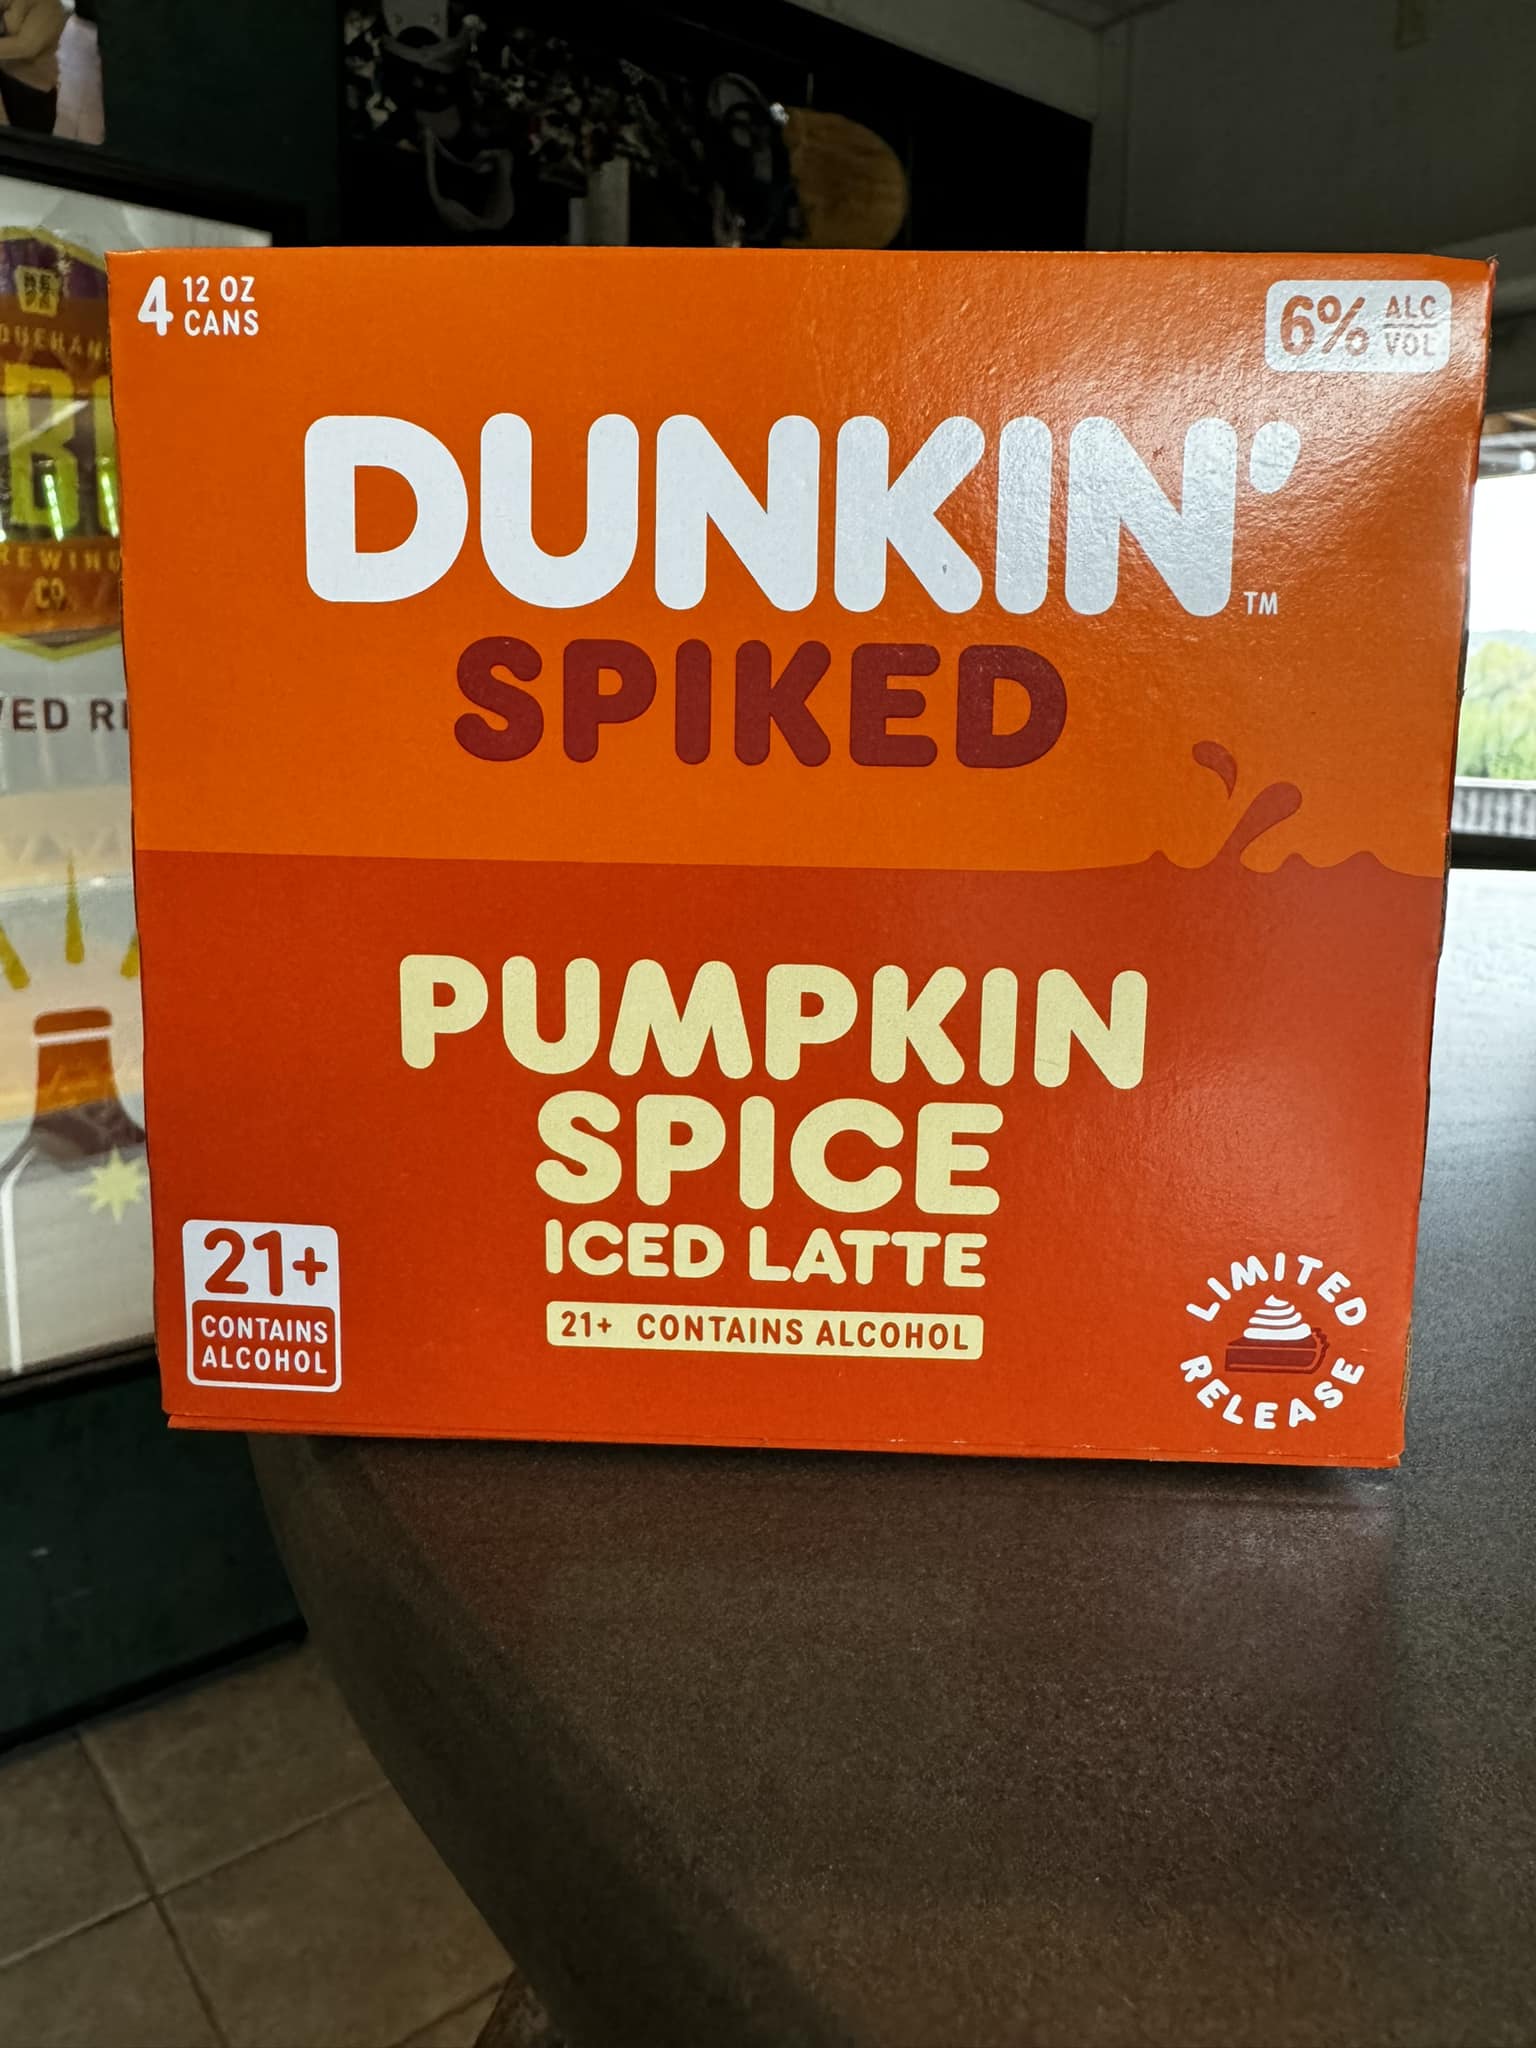 4 12 OZ
CANS
6% ALC
VOL
DUNKIN'™
SPIKED
PUMPKIN
SPICE
ICED LATTE
21+ CONTAINS ALCOHOL
21+
CONTAINS
ALCOHOL
LIMITED
RELEASE
CO.